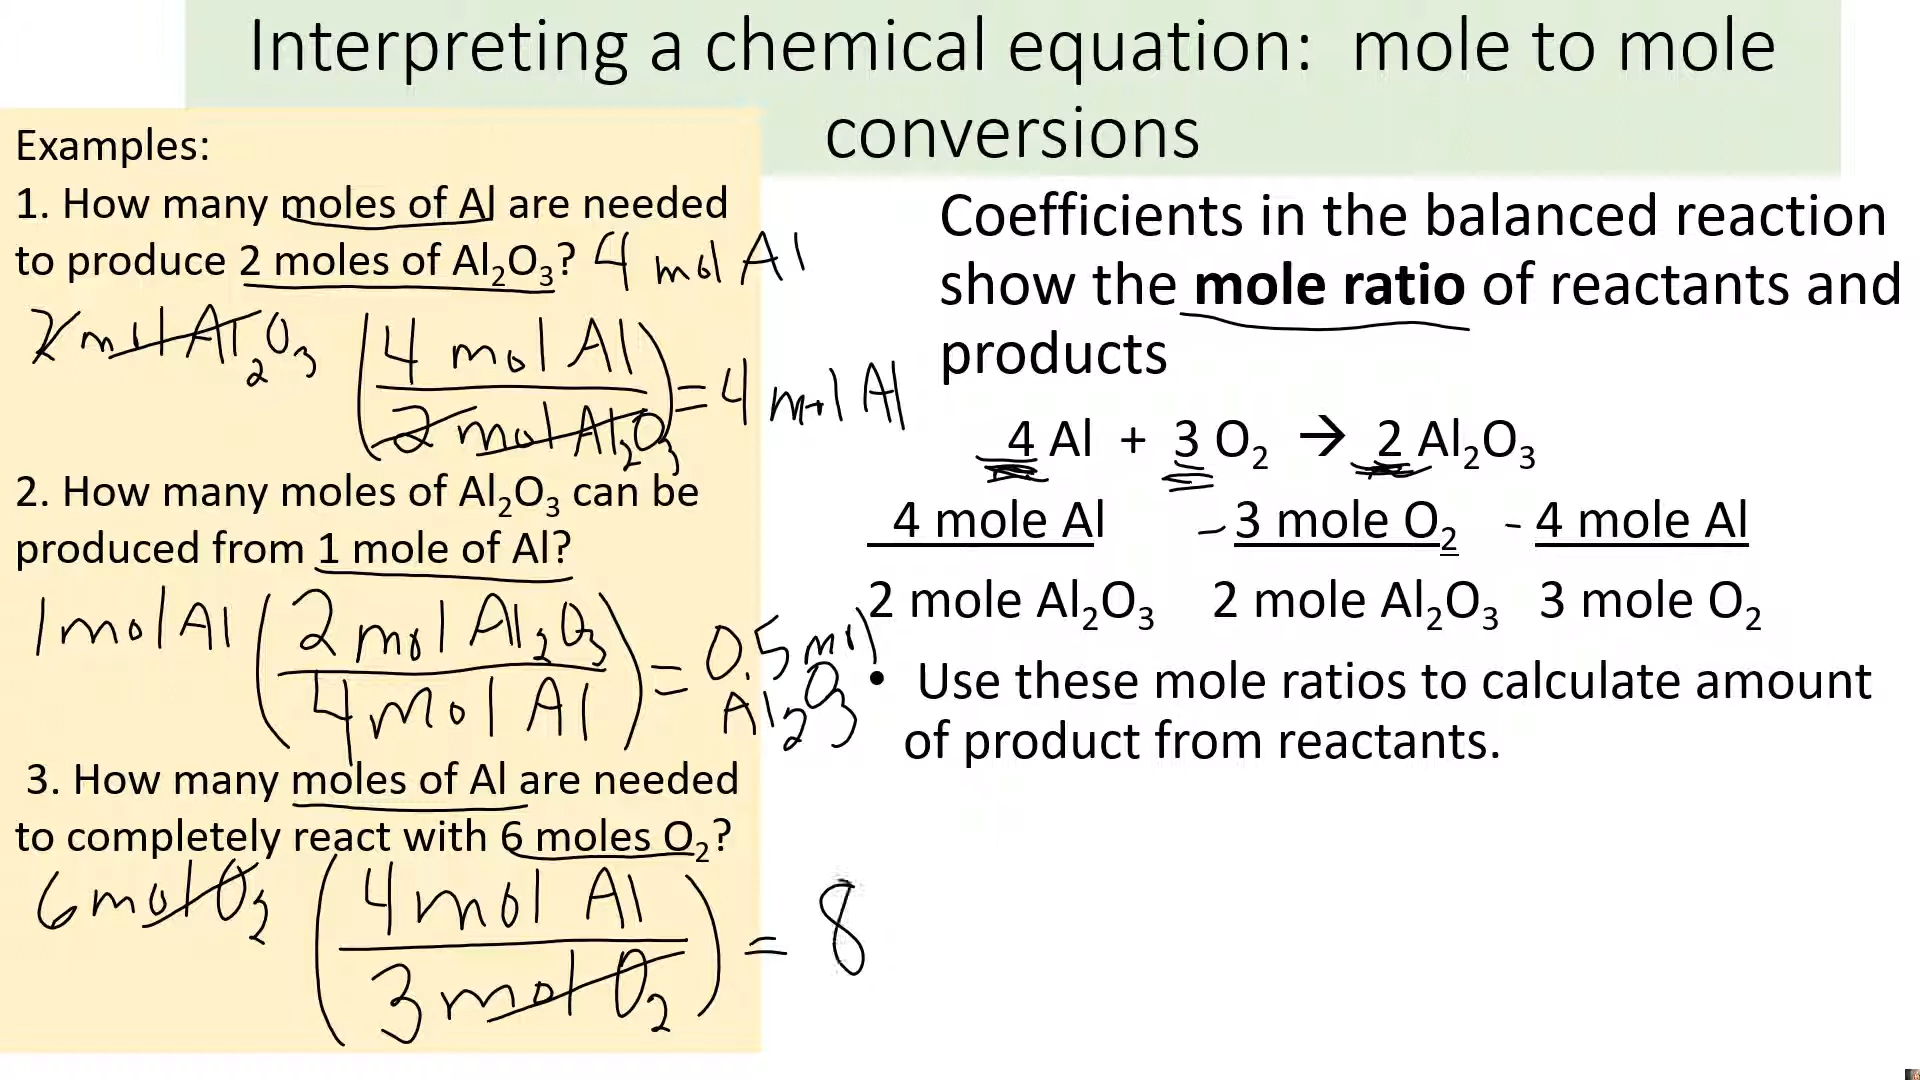 Interpreting a chemical equation:  mole to mole
conversions
Examples:
1. How many moles of Al are needed
to produce 2 moles of Al₂O₃? 4 mol Al
2 mol Al₂O₃ (4 mol Al / 2 mol Al₂O₃) = 4 mol Al
2. How many moles of Al₂O₃ can be
produced from 1 mole of Al?
1 mol Al (2 mol Al₂O₃ / 4 mol Al) = 0.5 mol
Al₂O₃
3. How many moles of Al are needed
to completely react with 6 moles O₂?
6 mol O₂ (4 mol Al / 3 mol O₂) = 8
Coefficients in the balanced reaction
show the mole ratio of reactants and
products
4 Al + 3 O₂ → 2 Al₂O₃
4 mole Al - 3 mole O₂ - 4 mole Al
2 mole Al₂O₃ 2 mole Al₂O₃ 3 mole O₂
• Use these mole ratios to calculate amount
of product from reactants.